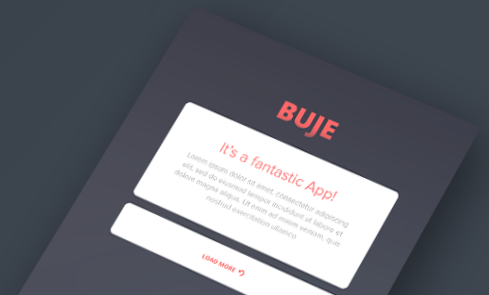 BUJE
It's a fantastic App!
Lorem ipsum dolor sit amet, consectetur adipiscing
elit, sed do eiusmod tempor incididunt ut labore et
dolore magna aliqua. Ut enim ad minim veniam, quis
nostrud exercitation ullamco
LOAD MORE